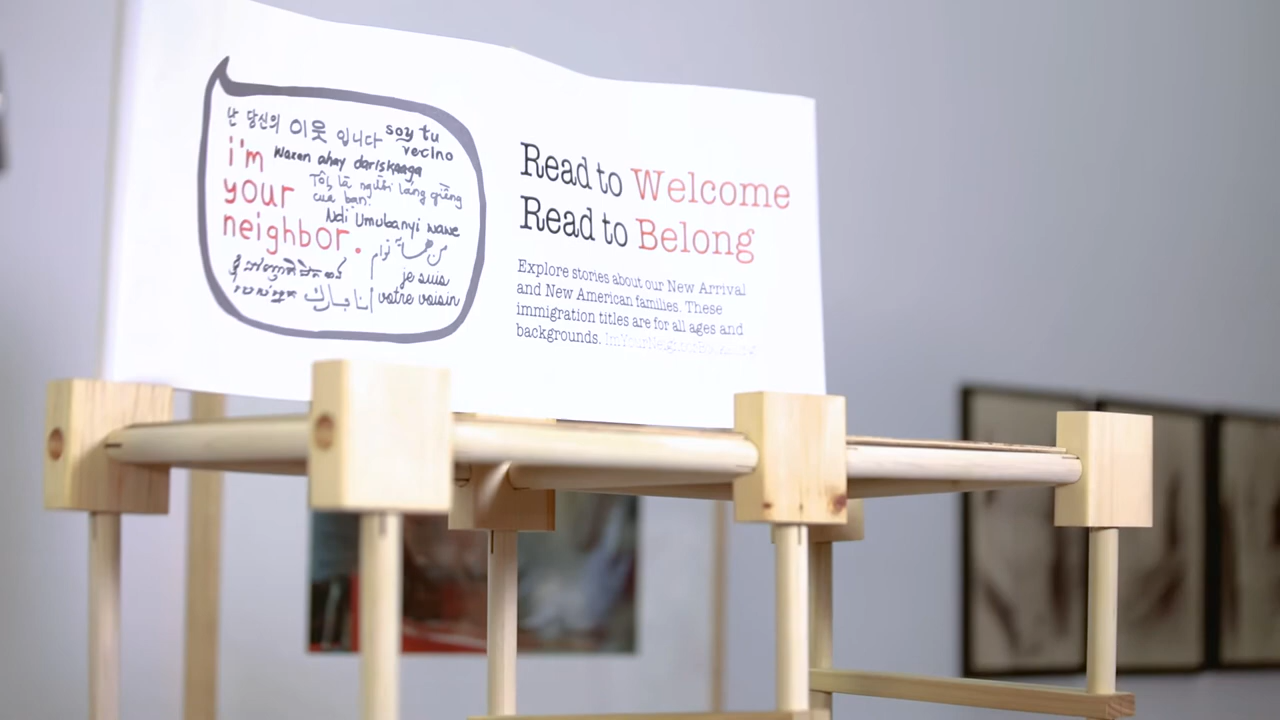 난 당신의 이웃 입니다 soy tu vecino
i'm
Waxan ahay dariskaaga
your
Tôi, là người láng giềng của bạn.
neighbor.
Ndi Umubanyi wawe
je suis
أنا جارك votre voisin
Read to Welcome
Read to Belong
Explore stories about our New Arrival
and New American families. These
immigration titles are for all ages and
backgrounds. ImYourNeighborBooks.org